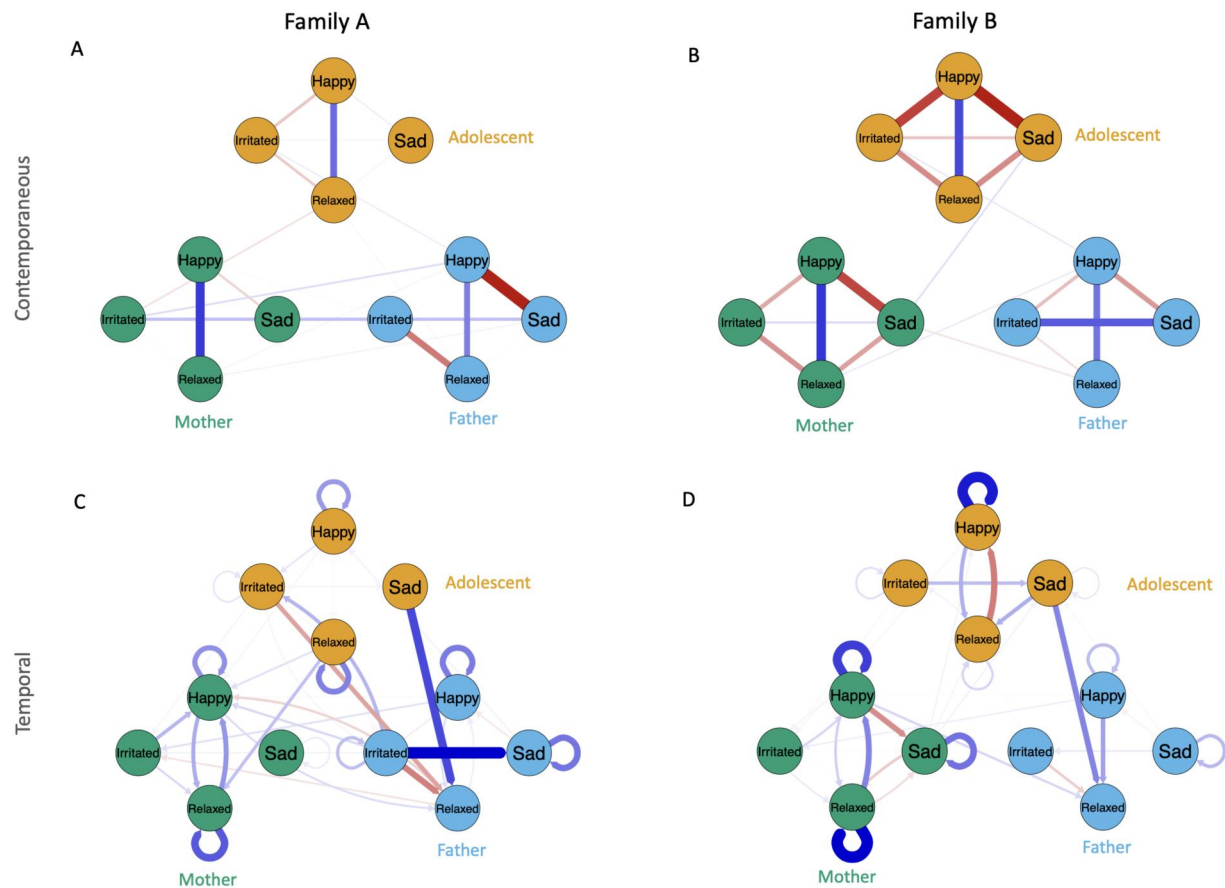 Family A
Family B
A
B
Contemporaneous
Happy
Irritated
Sad
Adolescent
Relaxed
Happy
Irritated
Sad
Relaxed
Mother
Happy
Irritated
Sad
Relaxed
Father
Happy
Irritated
Sad
Adolescent
Relaxed
Happy
Irritated
Sad
Relaxed
Mother
Happy
Irritated
Sad
Relaxed
Father
C
D
Temporal
Happy
Irritated
Sad
Adolescent
Relaxed
Happy
Irritated
Sad
Relaxed
Mother
Happy
Irritated
Sad
Relaxed
Father
Happy
Irritated
Sad
Adolescent
Relaxed
Happy
Irritated
Sad
Relaxed
Mother
Happy
Irritated
Sad
Relaxed
Father